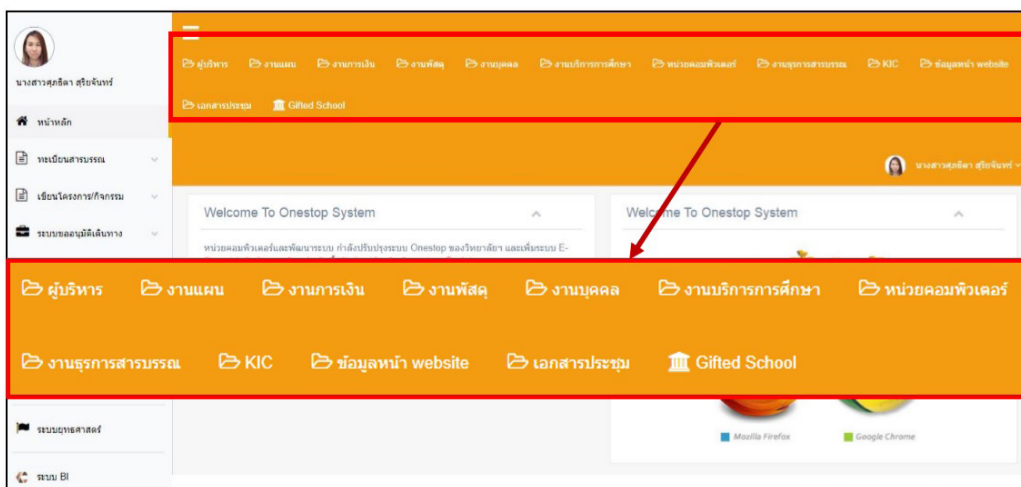 นางสาวศุภธิดา สุริยจันทร์
หน้าหลัก
ทะเบียนสารบรรณ
เขียนโครงการ/กิจกรรม
ระบบขออนุมัติเดินทาง
ผู้บริหาร งานแผน งานการเงิน งานพัสดุ งานบุคคล งานบริการการศึกษา หน่วยคอมพิวเตอร์ งานธุรการสารบรรณ KIC ข้อมูลหน้า website
เอกสารประชุม Gifted School
นางสาวศุภธิดา สุริยจันทร์
Welcome To Onestop System
หน่วยคอมพิวเตอร์และพัฒนาระบบ กำลังปรับปรุงระบบ Onestop ของวิทยาลัยฯ และเพิ่มระบบ E-
Welcome To Onestop System
ผู้บริหาร งานแผน งานการเงิน งานพัสดุ งานบุคคล งานบริการการศึกษา หน่วยคอมพิวเตอร์
งานธุรการสารบรรณ KIC ข้อมูลหน้า website เอกสารประชุม Gifted School
Mozilla Firefox Google Chrome
ระบบยุทธศาสตร์
ระบบ BI